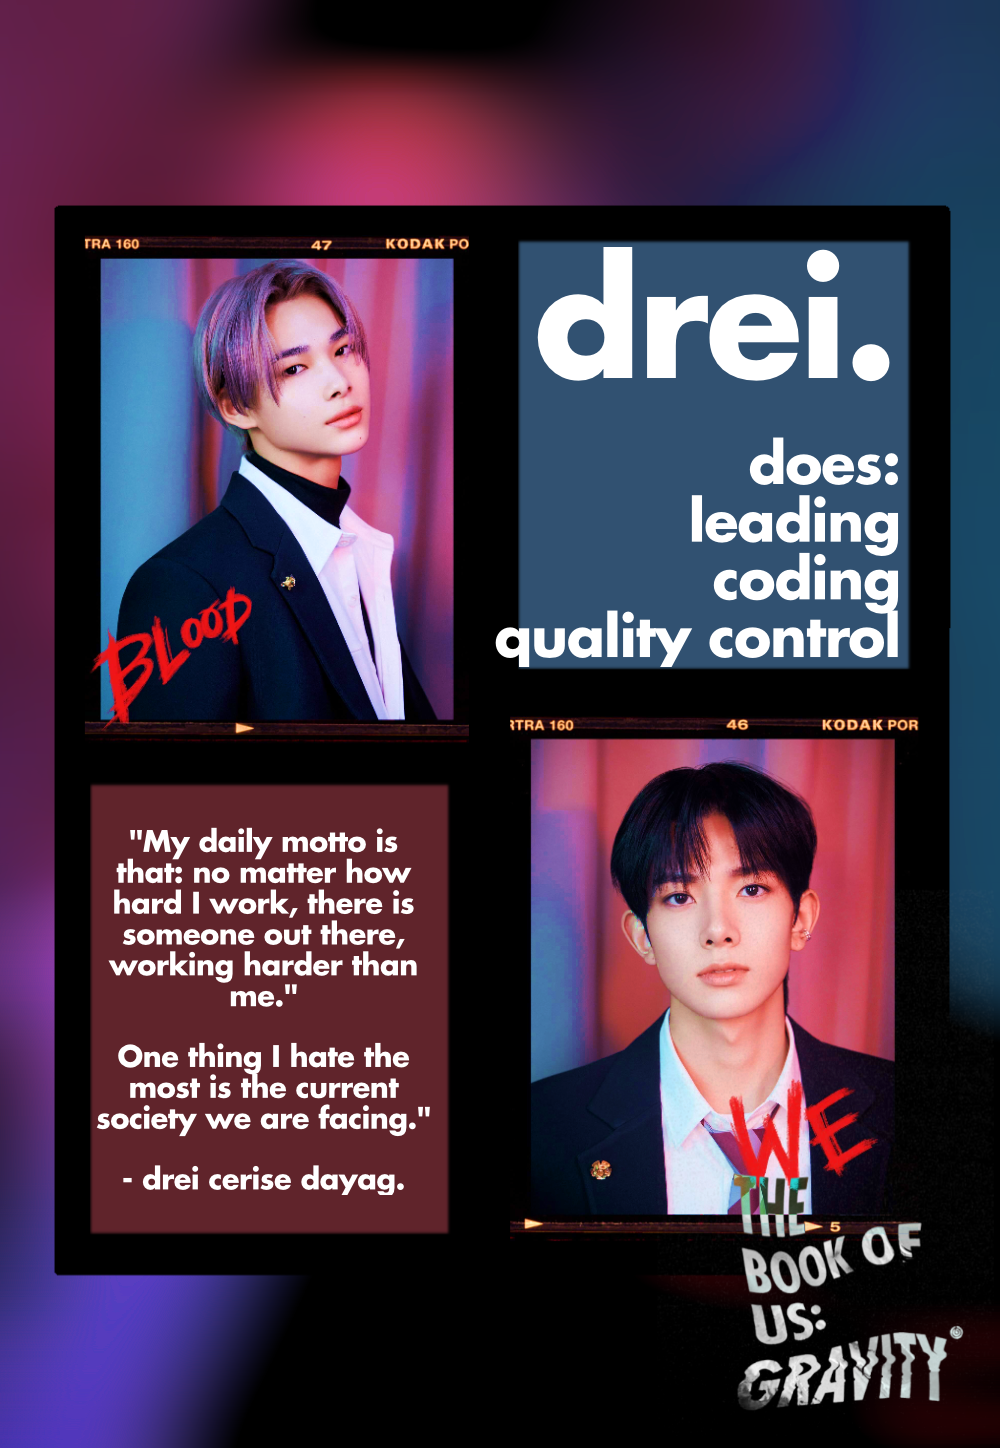 TRA 160 47 KODAK PO
BLOOD
drei.
does:
leading
coding
quality control
"My daily motto is
that: no matter how
hard I work, there is
someone out there,
working harder than
me."
One thing I hate the
most is the current
society we are facing."
- drei cerise dayag.
RTRA 160 46 KODAK POR
WE
5
THE
BOOK OF
US:
GRAVITY